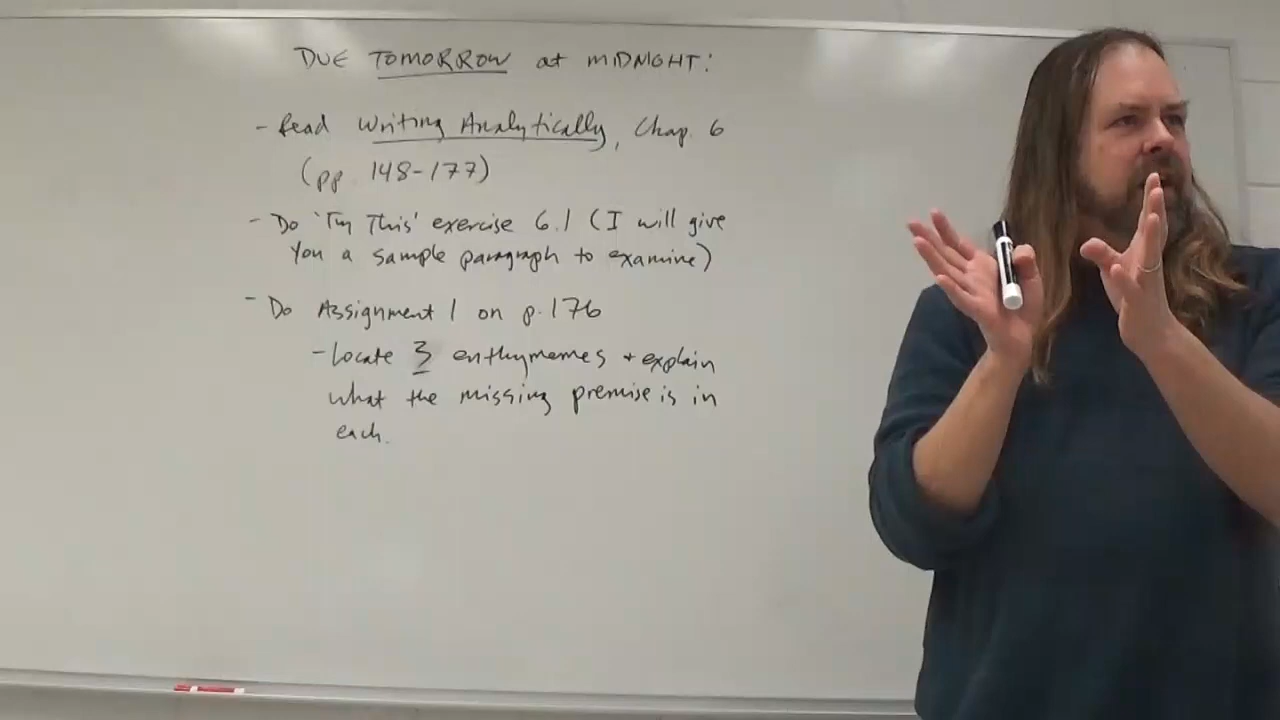 DUE TOMORROW at MIDNIGHT:
- Read Writing Analytically, Chap. 6
(pp. 148-177)
- Do 'Try This' exercise 6.1 (I will give
you a sample paragraph to examine)
- Do Assignment 1 on p. 176
- Locate 3 enthymemes + explain
what the missing premise is in
each.